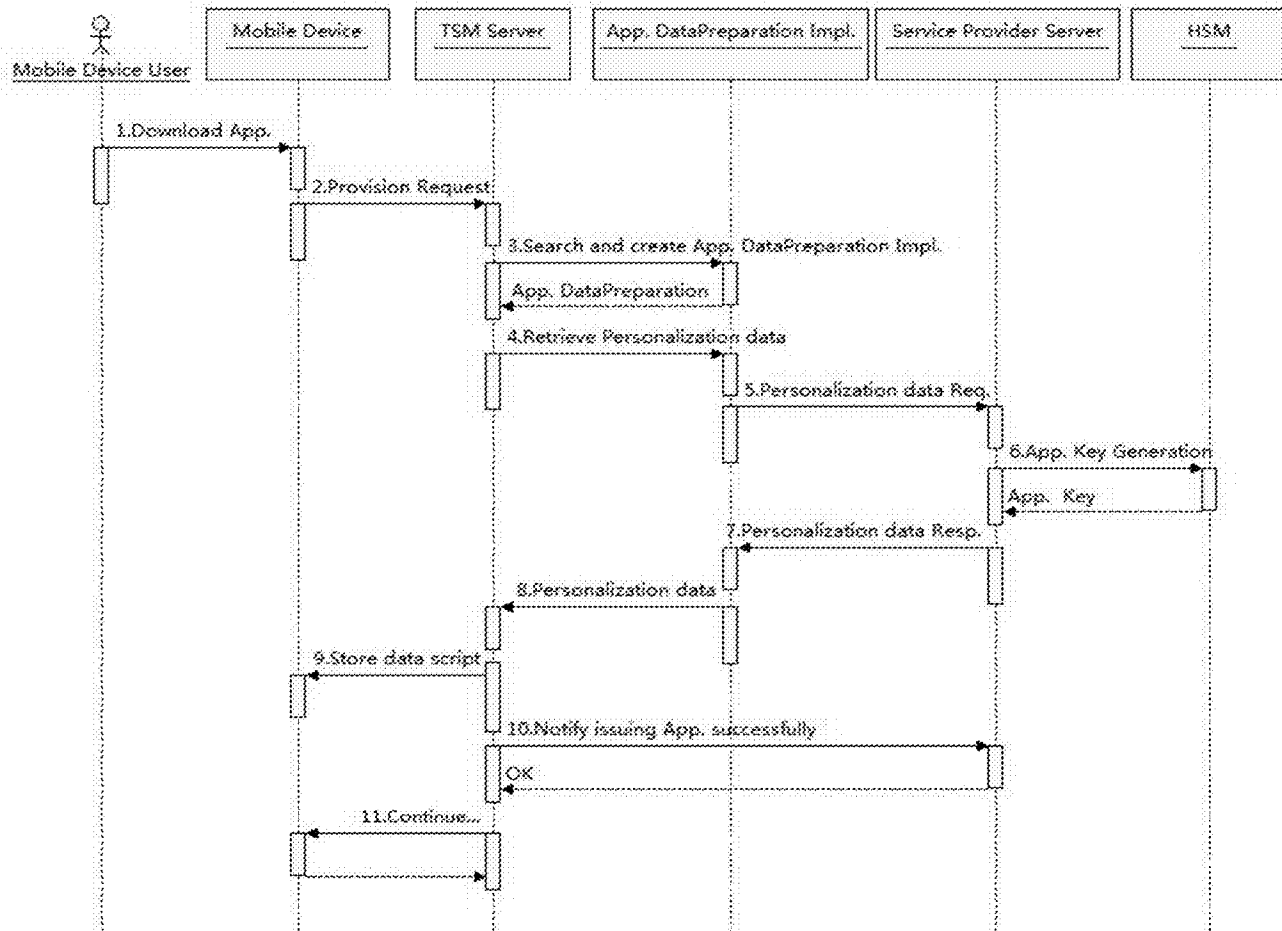 Mobile Device User
Mobile Device
TSM Server
App. DataPreparation Impl.
Service Provider Server
HSM
1.Download App.
2.Provision Request
3.Search and create App. DataPreparation Impl.
App. DataPreparation
4.Retrieve Personalization data
5.Personalization data Req.
6.App. Key Generation
App. Key
7.Personalization data Resp.
8.Personalization data
9.Store data script
10.Notify issuing App. successfully
OK
11.Continue...